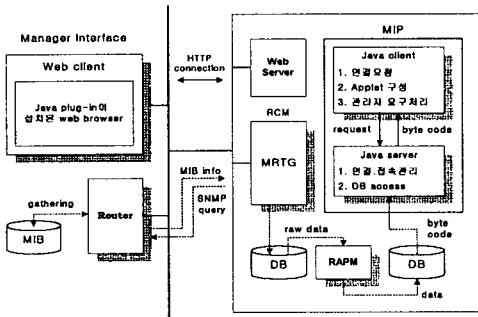 Manager Interface
Web client
Java plug-in이
설치된 web browser
HTTP
connection
Web
Server
MIP
Java client
1. 연결요청
2. Applet 구성
3. 관리자 요구처리
request
byte code
Java server
1. 연결,접속관리
2. DB access
RCM
MRTG
MIB info
SNMP
query
gathering
MIB
Router
raw data
DB
RAPM
DB
byte
code
data